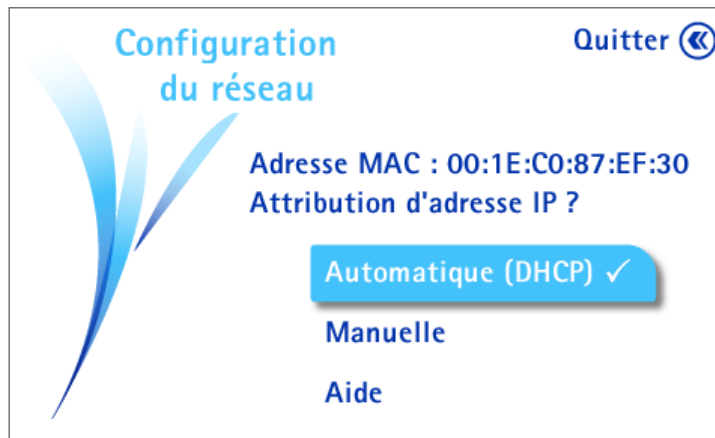 Configuration
du réseau
Quitter
Adresse MAC : 00:1E:C0:87:EF:30
Attribution d'adresse IP ?
Automatique (DHCP) ✓
Manuelle
Aide